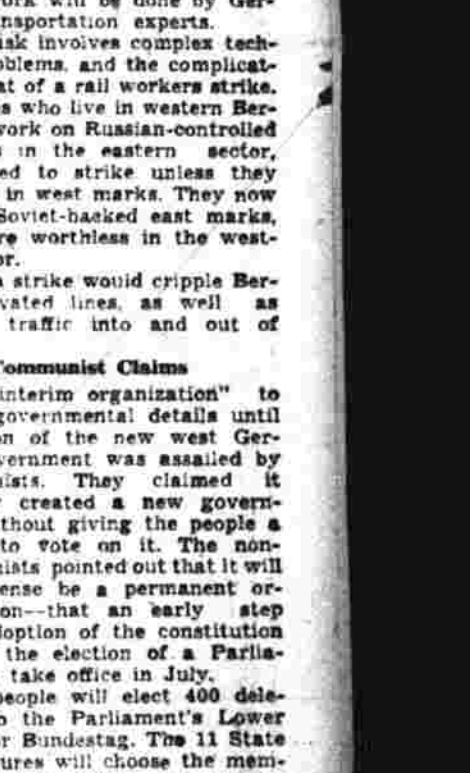 work will be done by Ger-
nsportation experts.
isk involves complex tech-
oblems, and the complicat-
at of a rail workers strike.
s who live in western Ber-
work on Russian-controlled
s in the eastern sector,
ed to strike unless they
in west marks. They now
Soviet-backed east marks,
re worthless in the west-
or.
strike would cripple Ber-
vated lines, as well as
traffic into and out of
Communist Claims
interim organization" to
governmental details until
on of the new west Ger-
vernment was assailed by
nists. They claimed it
created a new govern-
thout giving the people a
to vote on it. The non-
nists pointed out that it will
ense be a permanent or-
on--that an early step
doption of the constitution
the election of a Parlia-
take office in July.
people will elect 400 dele-
o the Parliament's Lower
r Bundestag. The 11 State
ures will choose the mem-